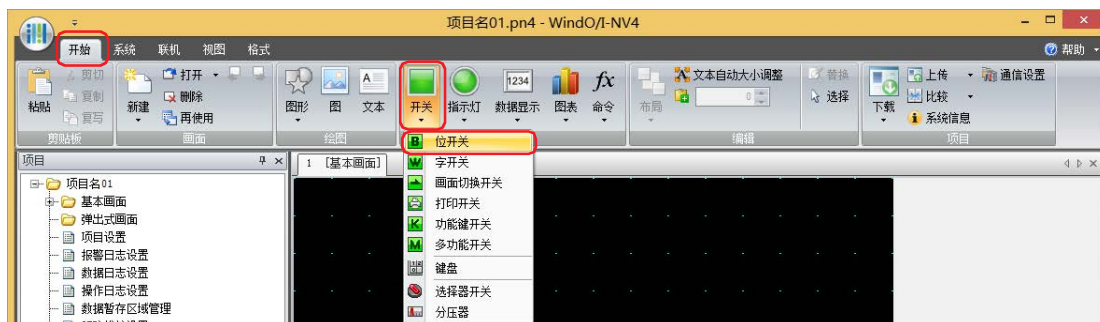 项目名01.pn4 - WindO/I-NV4
开始 系统 联机 视图 格式 帮助
剪切 打开 文本自动大小调整 替换 上传 通信设置
复制 删除 0 选择 比较
粘贴 复写 新建 再使用 图形 图 文本 开关 指示灯 数据显示 图表 命令 布局 下载 系统信息
A 1234 fx
剪贴板 画面 绘图 编辑 项目
项目 1 [基本画面]
B 位开关
W 字开关
项目名01 画面切换开关
基本画面 打印开关
弹出式画面 K 功能键开关
项目设置 M 多功能开关
报警日志设置
数据日志设置 键盘
操作日志设置 选择器开关
数据暂存区域管理 分压器